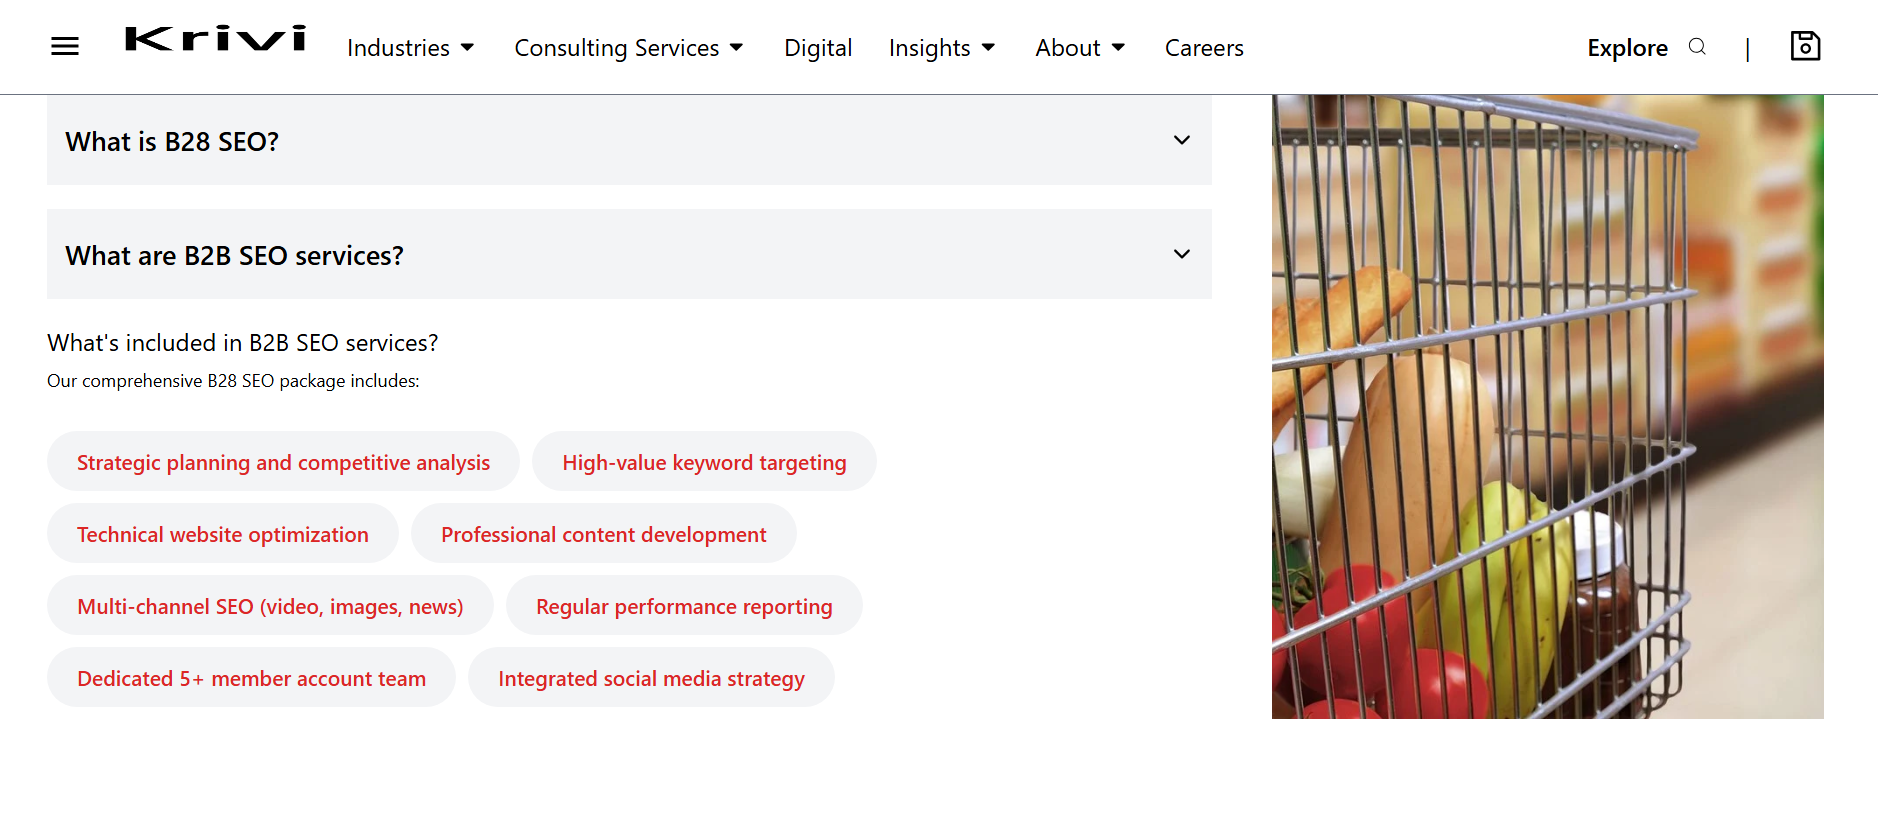 Krivi Industries Consulting Services Digital Insights About Careers Explore |
What is B28 SEO?
What are B2B SEO services?
What's included in B2B SEO services?
Our comprehensive B28 SEO package includes:
Strategic planning and competitive analysis High-value keyword targeting
Technical website optimization Professional content development
Multi-channel SEO (video, images, news) Regular performance reporting
Dedicated 5+ member account team Integrated social media strategy